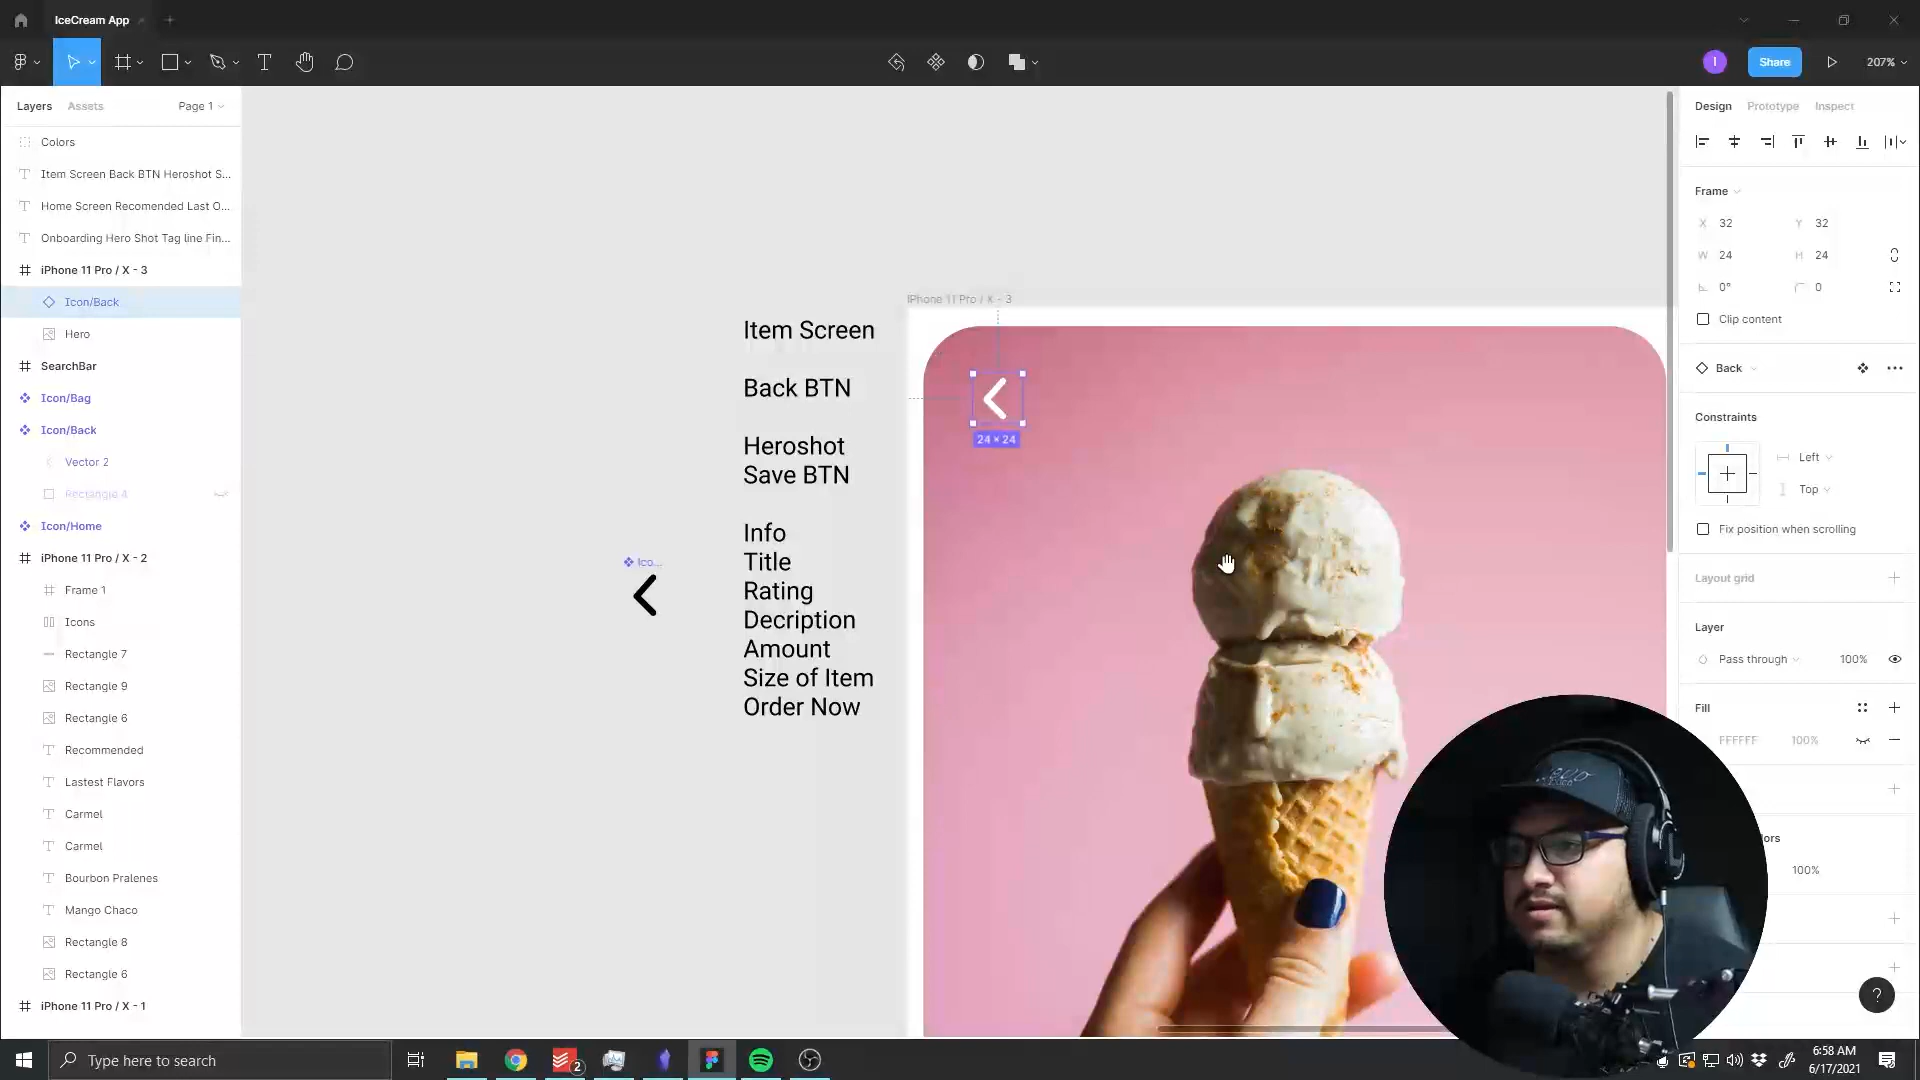 IceCream App
Share
207%
Layers
Assets
Page 1
Colors
Item Screen Back BTN Heroshot S...
Home Screen Recomended Last O...
Onboarding Hero Shot Tag line Fin...
iPhone 11 Pro / X - 3
Icon/Back
Hero
SearchBar
Icon/Bag
Icon/Back
Vector 2
Rectangle 4
Icon/Home
iPhone 11 Pro / X - 2
Frame 1
Icons
Rectangle 7
Rectangle 9
Rectangle 6
Recommended
Lastest Flavors
Carmel
Carmel
Bourbon Pralenes
Mango Chaco
Rectangle 8
Rectangle 6
iPhone 11 Pro / X - 1
Item Screen
Back BTN
Heroshot
Save BTN
Info
Title
Rating
Decription
Amount
Size of Item
Order Now
Ico...
iPhone 11 Pro / X - 3
24 × 24
Design
Prototype
Inspect
Frame
X 32 Y 32
W 24 H 24
0° 0
Clip content
Back
Constraints
Left
Top
Fix position when scrolling
Layout grid
Layer
Pass through 100%
Fill
FFFFFF 100%
ors
100%
?
Type here to search
2
6:58 AM
6/17/2021